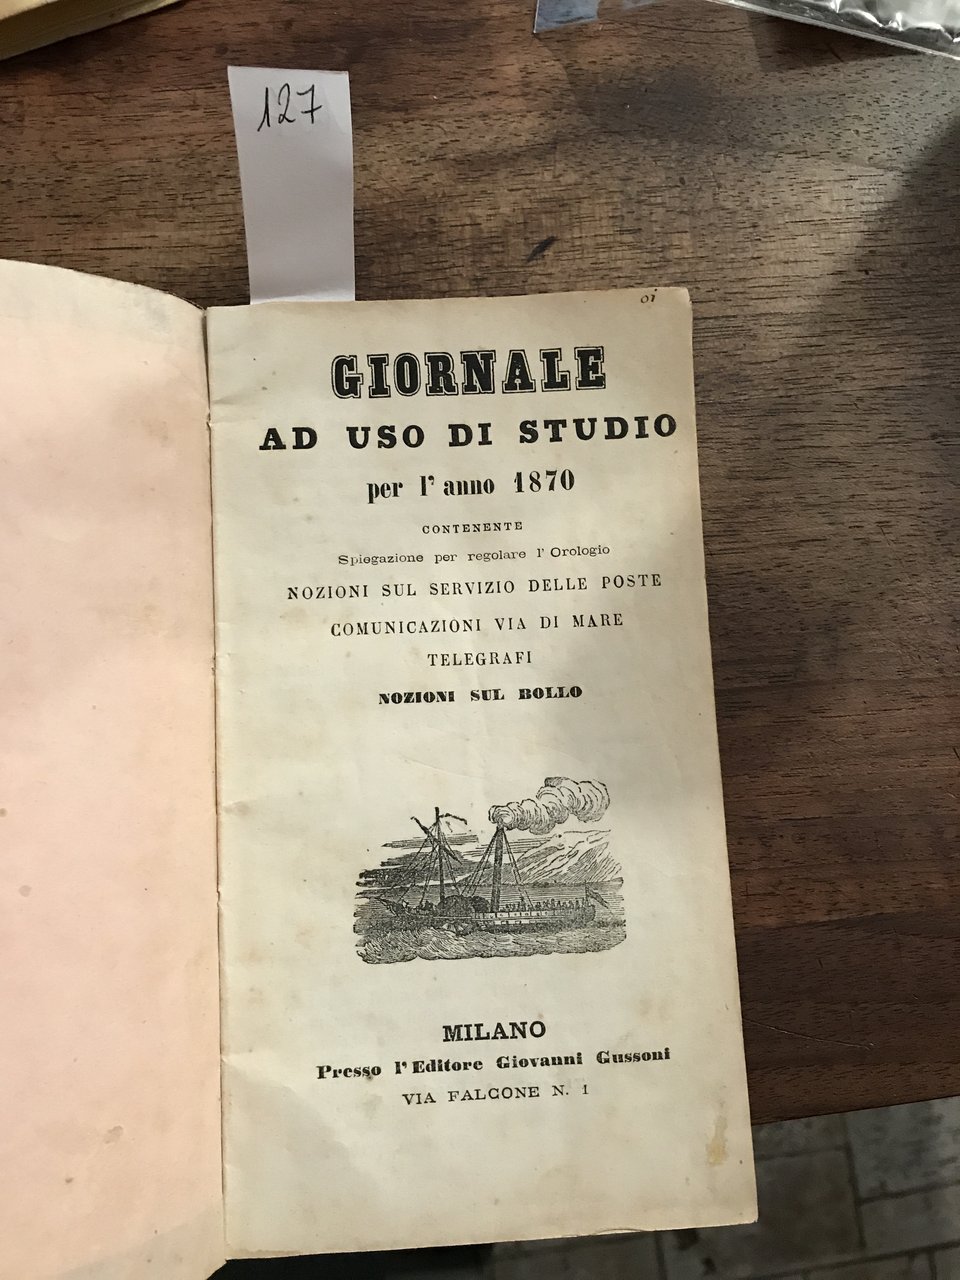 127
GIORNALE
AD USO DI STUDIO
per l' anno 1870
CONTENENTE
Spiegazione per regolare l' Orologio
NOZIONI SUL SERVIZIO DELLE POSTE
COMUNICAZIONI VIA DI MARE
TELEGRAFI
NOZIONI SUL BOLLO
MILANO
Presso l' Editore Giovanni Gussoni
VIA FALCONE N. 1